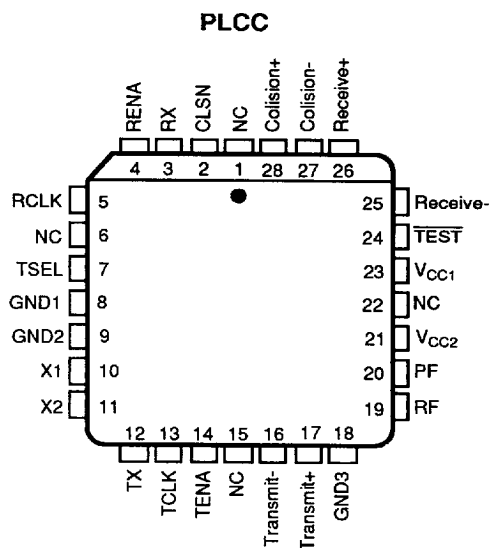 PLCC
RENA RX CLSN NC Colision+ Colision- Receive+
4 3 2 1 28 27 26
RCLK 5 25 Receive-
NC 6 24 TEST
TSEL 7 23 VCC1
GND1 8 22 NC
GND2 9 21 VCC2
X1 10 20 PF
X2 11 19 RF
12 13 14 15 16 17 18
TX TCLK TENA NC Transmit- Transmit+ GND3